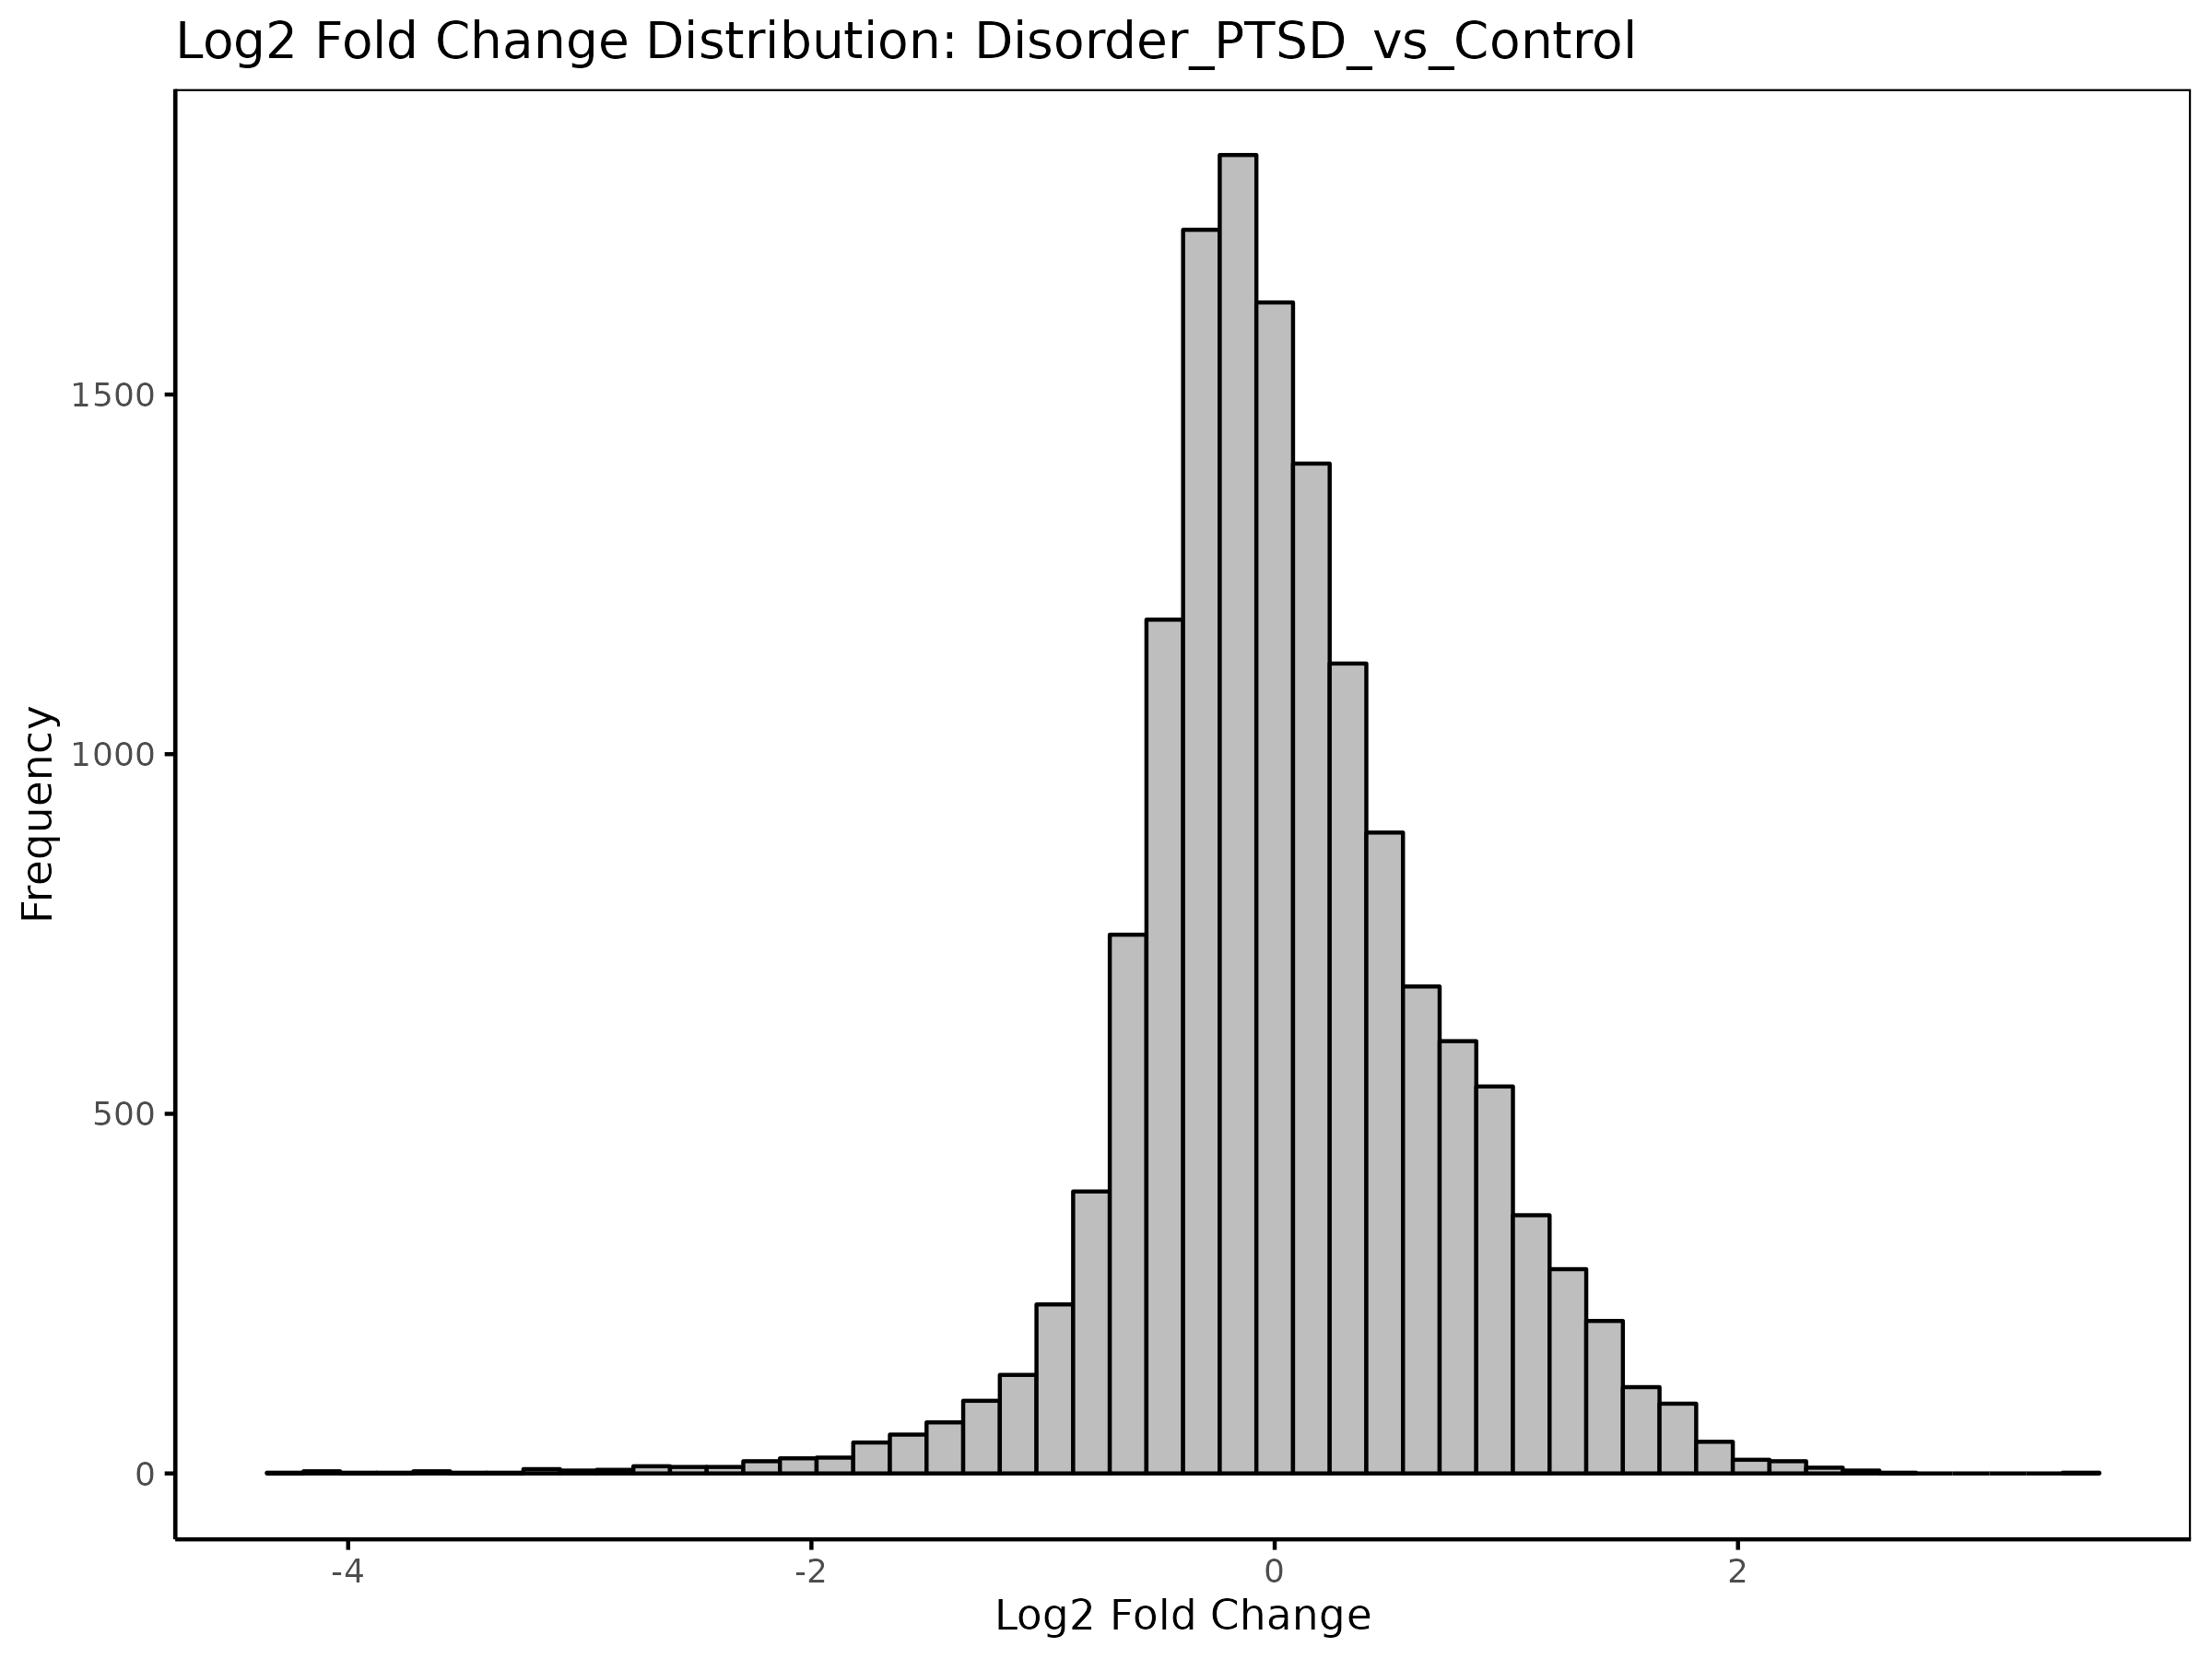 Log2 Fold Change Distribution: Disorder_PTSD_vs_Control
Frequency
1500
1000
500
0
-4
-2
0
2
Log2 Fold Change